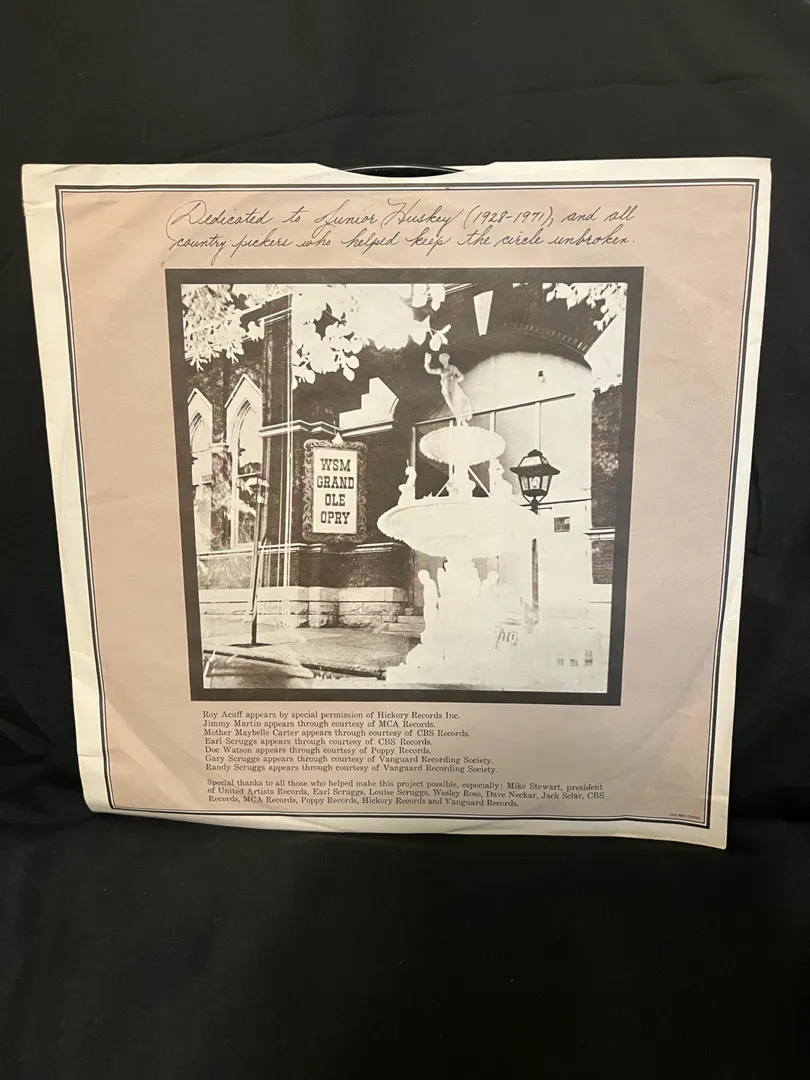 Dedicated to Junior Huskey (1928-1971), and all
country pickers who helped keep the circle unbroken.
WSM
GRAND
OLE
OPRY
Roy Acuff appears by special permission of Hickory Records Inc.
Jimmy Martin appears through courtesy of MCA Records.
Mother Maybelle Carter appears through courtesy of CBS Records.
Earl Scruggs appears through courtesy of CBS Records.
Doc Watson appears through courtesy of Poppy Records.
Gary Scruggs appears through courtesy of Vanguard Recording Society.
Randy Scruggs appears through courtesy of Vanguard Recording Society.
Special thanks to all those who helped make this project possible, especially: Mike Stewart, president
of United Artists Records, Earl Scruggs, Louise Scruggs, Wesley Rose, Dave Neckar, Jack Sclar, CBS
Records, MCA Records, Poppy Records, Hickory Records and Vanguard Records.